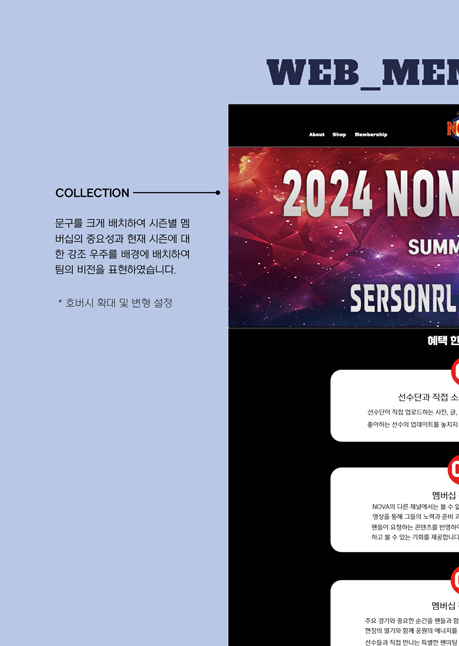 WEB_MEM
About Shop Membership
NO
COLLECTION
2024 NON
문구를 크게 배치하여 시즌별 멤
버십의 중요성과 현재 시즌에 대
한 강조 우주를 배경에 배치하여
팀의 비전을 표현하였습니다.
SUMM
* 호버시 확대 및 변형 설정
SERSONRL
혜택 한
선수단과 직접 소
선수단이 직접 업로드하는 사진, 글,
좋아하는 선수의 업데이트를 놓치지
멤버십
NOVA의 다른 채널에서는 볼 수 없
영상을 통해 그들의 노력과 준비 과
팬들이 요청하는 콘텐츠를 반영하여
하고 볼 수 있는 기회를 제공합니다
멤버십
주요 경기와 중요한 순간을 팬들과 함
현장의 열기와 함께 응원의 에너지를
선수들과 직접 만나는 특별한 팬미팅